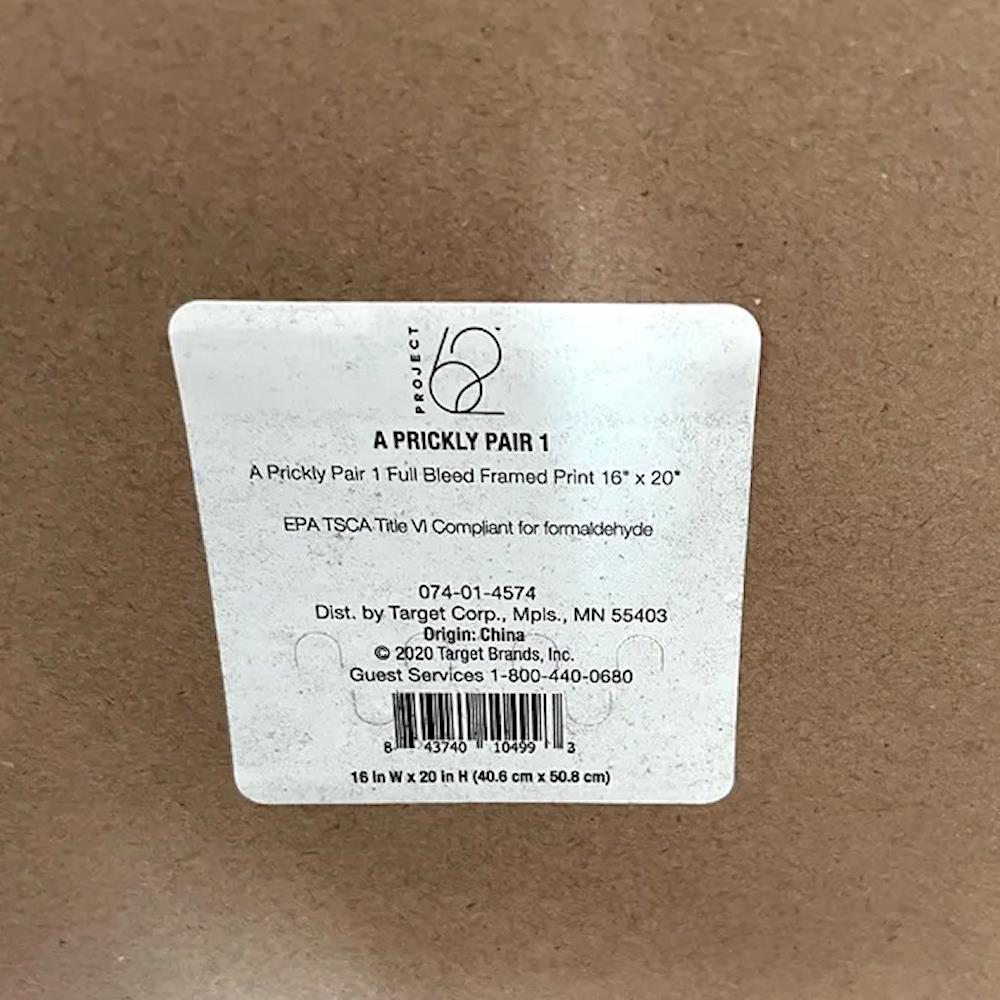 PROJECT 62™
A PRICKLY PAIR 1
A Prickly Pair 1 Full Bleed Framed Print 16" x 20"
EPA TSCA Title VI Compliant for formaldehyde
074-01-4574
Dist. by Target Corp., Mpls., MN 55403
Origin: China
© 2020 Target Brands, Inc.
Guest Services 1-800-440-0680
8 43740 10499 3
16 in W x 20 in H (40.6 cm x 50.8 cm)